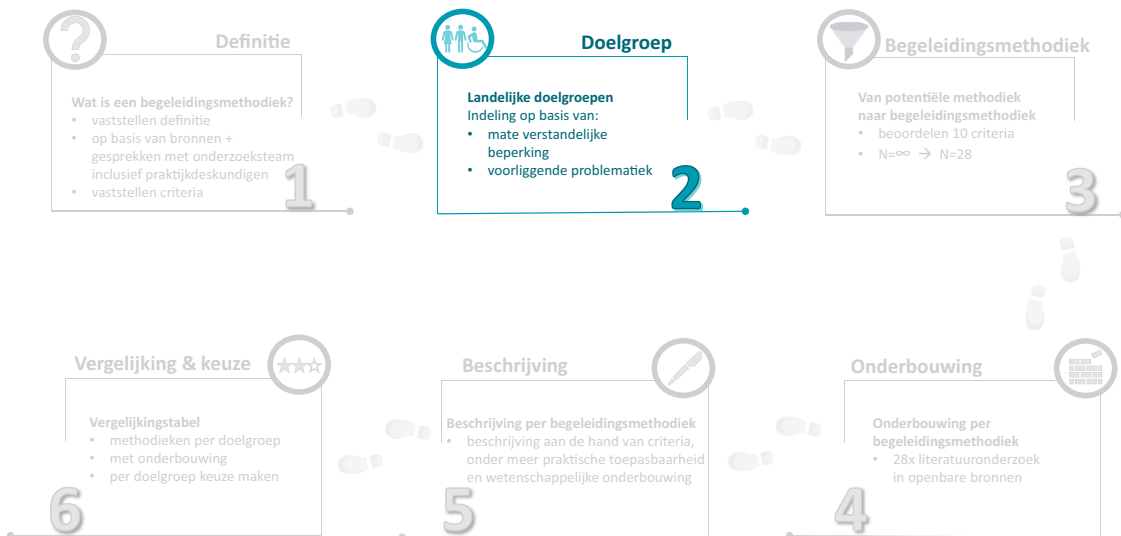 ?
Definitie
Wat is een begeleidingsmethodiek?
• vaststellen definitie
• op basis van bronnen +
gesprekken met onderzoeksteam
inclusief praktijkdeskundigen
• vaststellen criteria
1
Doelgroep
Landelijke doelgroepen
Indeling op basis van:
• mate verstandelijke
beperking
• voorliggende problematiek
2
Begeleidingsmethodiek
Van potentiële methodiek
naar begeleidingsmethodiek
• beoordelen 10 criteria
• N=∞ → N=28
3
Vergelijking & keuze
Vergelijkingstabel
• methodieken per doelgroep
• met onderbouwing
• per doelgroep keuze maken
6
Beschrijving
Beschrijving per begeleidingsmethodiek
• beschrijving aan de hand van criteria,
onder meer praktische toepasbaarheid
en wetenschappelijke onderbouwing
5
Onderbouwing
Onderbouwing per
begeleidingsmethodiek
• 28x literatuuronderzoek
in openbare bronnen
4